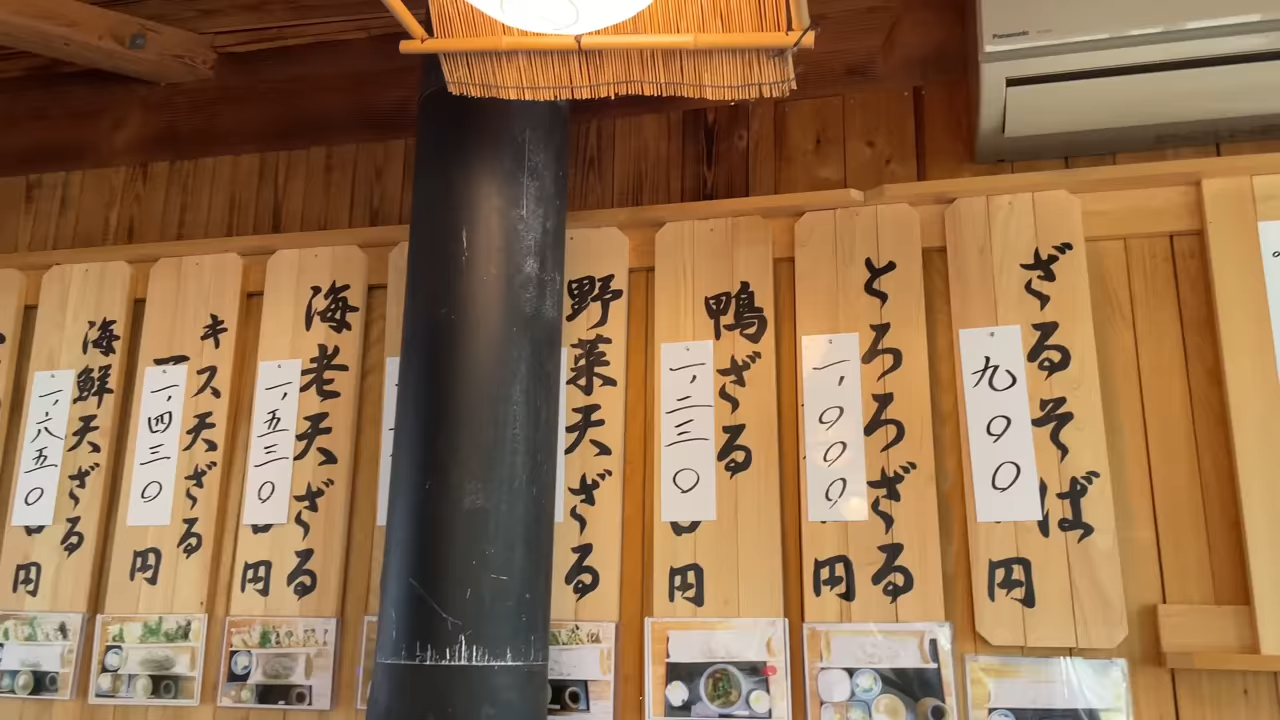 ざるそば
九九〇
円
とろろざる
一、九九九
円
鴨ざる
一、二三〇
円
野菜天ざる
海老天ざる
一、五三〇
円
キス天ざる
一、四三〇
円
海鮮天ざる
一、六八五〇
円
Panasonic